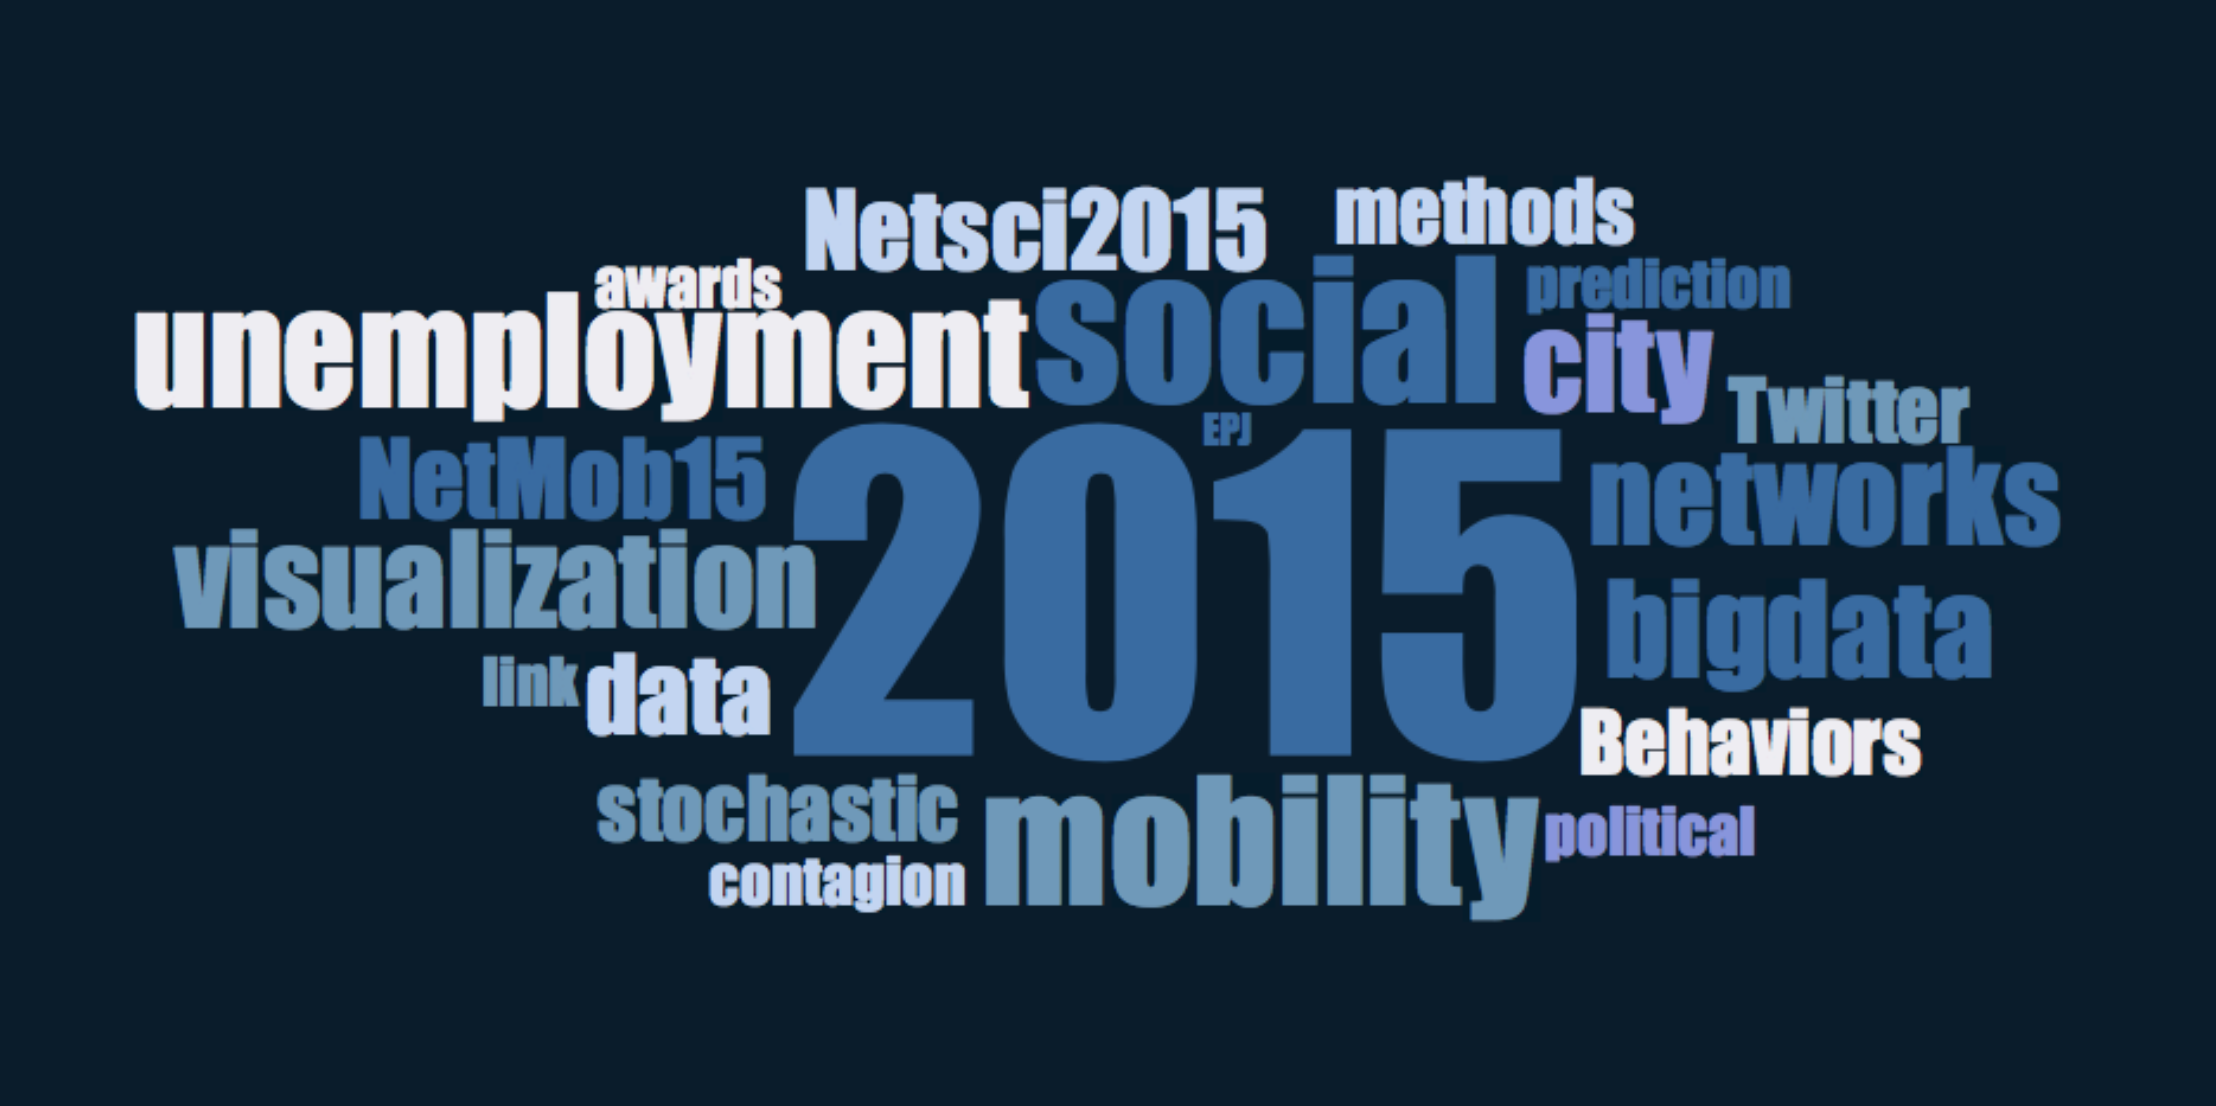 Netsci2015 methods
awards
unemployment social prediction
city
Twitter
EPJ
NetMob15 2015 networks
visualization
bigdata
link data
Behaviors
stochastic mobility political
contagion